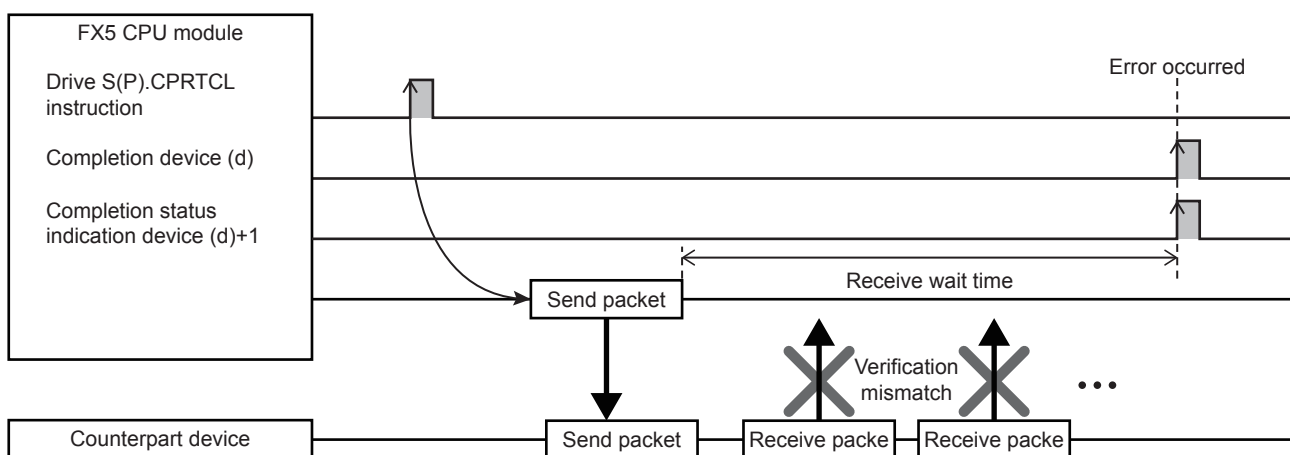 FX5 CPU module
Drive S(P).CPRTCL
instruction
Error occurred
Completion device (d)
Completion status
indication device (d)+1
Receive wait time
Send packet
Verification
mismatch
...
Counterpart device
Send packet
Receive packe
Receive packe